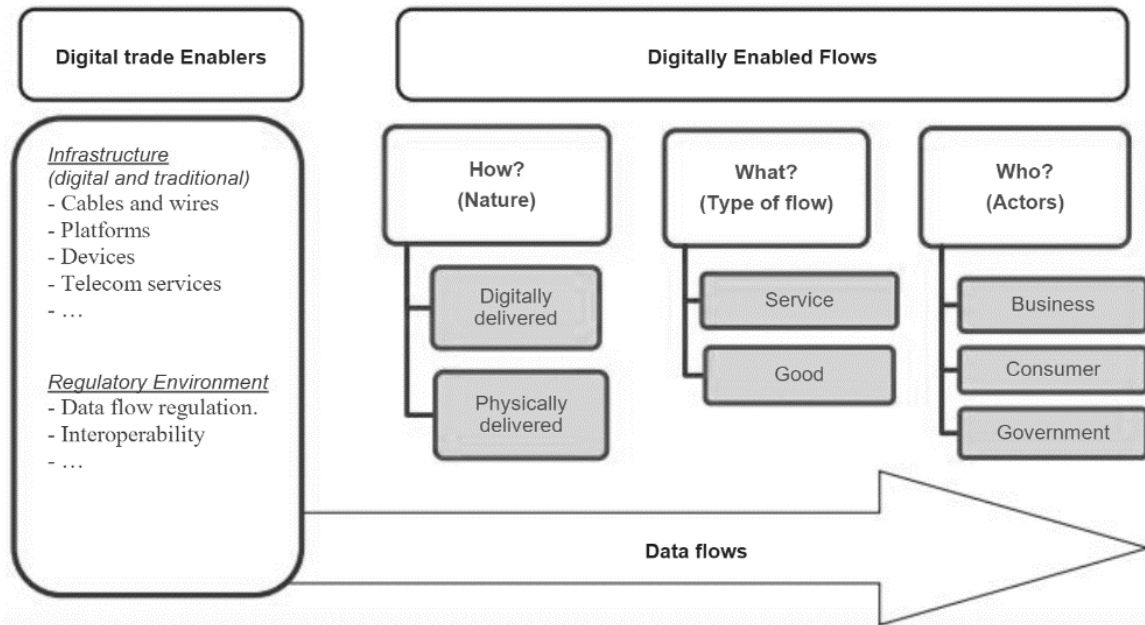 Digital trade Enablers
Digitally Enabled Flows
Infrastructure
(digital and traditional)
- Cables and wires
- Platforms
- Devices
- Telecom services
- …
Regulatory Environment
- Data flow regulation.
- Interoperability
- …
How?
(Nature)
Digitally
delivered
Physically
delivered
What?
(Type of flow)
Service
Good
Who?
(Actors)
Business
Consumer
Government
Data flows